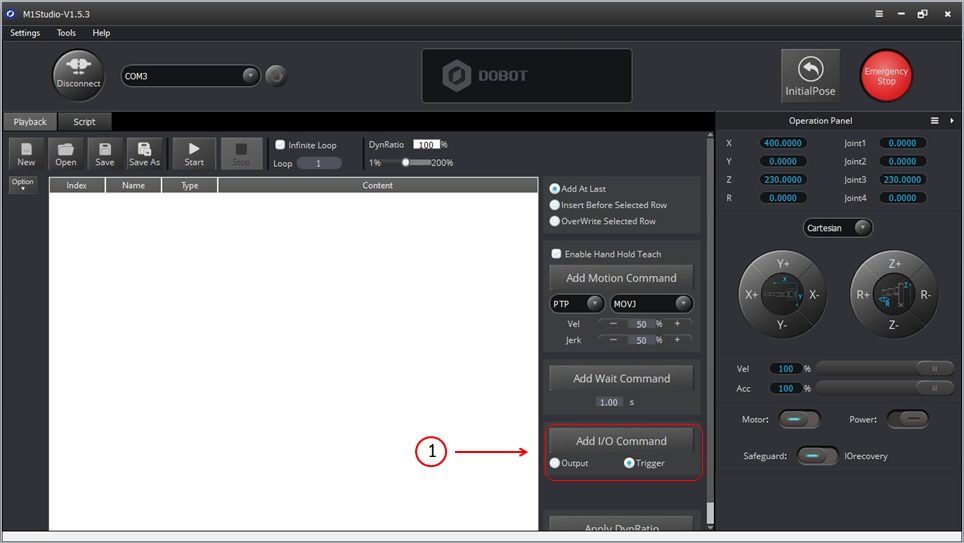 M1Studio-V1.5.3
Settings Tools Help
Disconnect
COM3
DOBOT
InitialPose
Emergency
Stop
Playback Script
New Open Save Save As Start Stop
Infinite Loop
Loop 1
DynRatio 100 %
1% 200%
Option
Index Name Type Content
Add At Last
Insert Before Selected Row
OverWrite Selected Row
Enable Hand Hold Teach
Add Motion Command
PTP MOVJ
Vel — 50 % +
Jerk — 50 % +
Add Wait Command
1.00 s
1
Add I/O Command
Output Trigger
Apply DynRatio
Operation Panel
X 400.0000 Joint1 0.0000
Y 0.0000 Joint2 0.0000
Z 230.0000 Joint3 230.0000
R 0.0000 Joint4 0.0000
Cartesian
Y+ Z+
X+ X Y X- R+ Z R R-
Y- Z-
Vel 100 %
Acc 100 %
Motor: Power:
Safeguard: IOrecovery